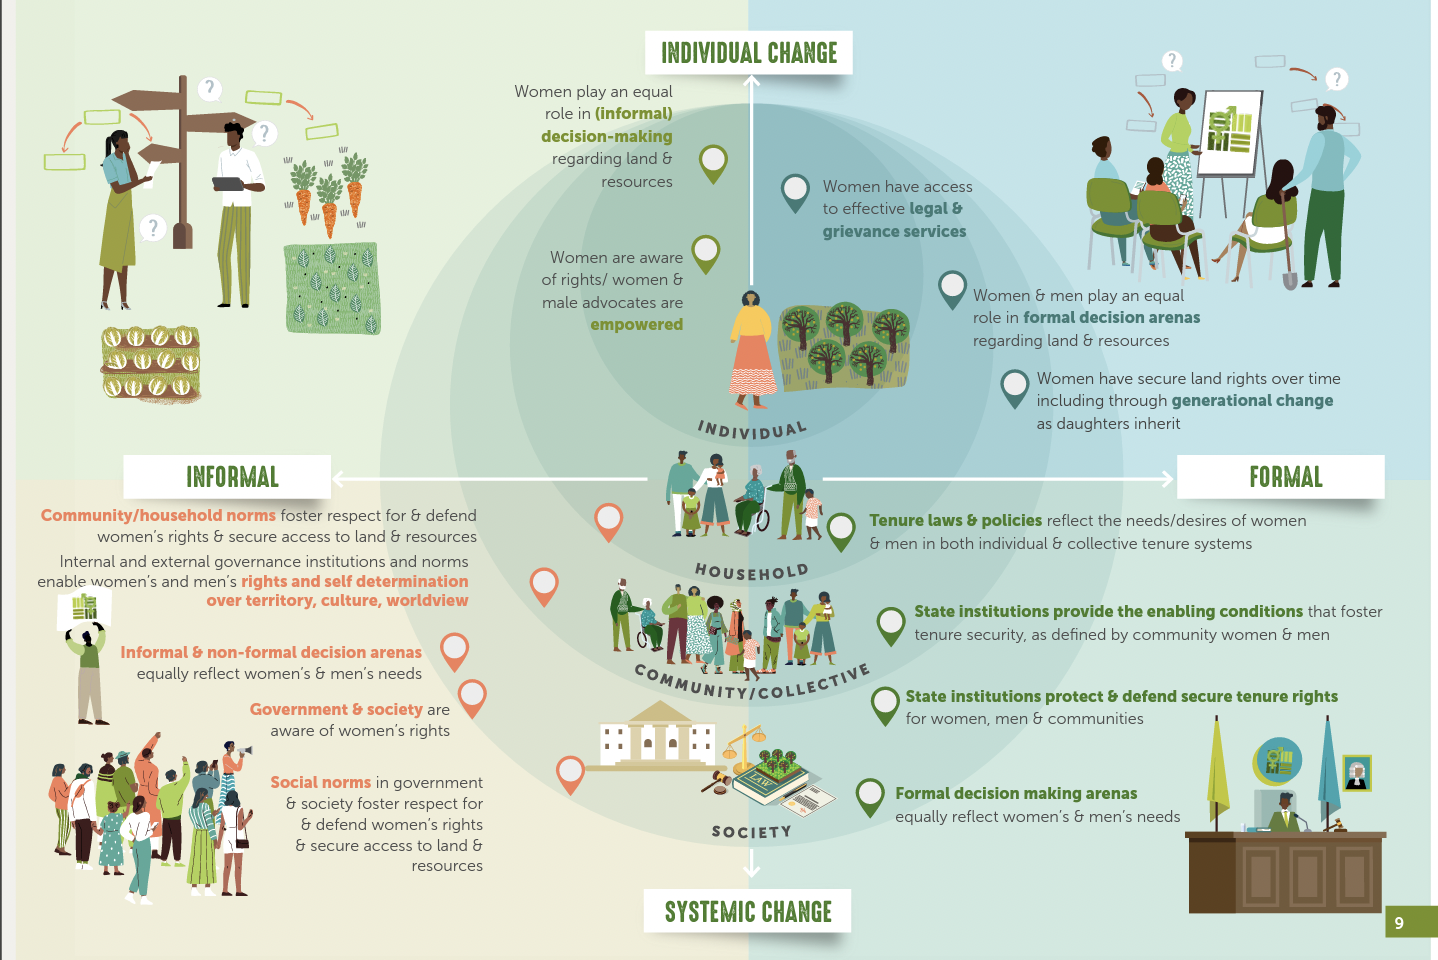 INDIVIDUAL CHANGE
Women play an equal
role in (informal)
decision-making
regarding land &
resources
Women are aware
of rights/ women &
male advocates are
empowered
Women have access
to effective legal &
grievance services
Women & men play an equal
role in formal decision arenas
regarding land & resources
Women have secure land rights over time
including through generational change
as daughters inherit
?
?
?
?
?
INDIVIDUAL
INFORMAL
FORMAL
Community/household norms foster respect for & defend
women's rights & secure access to land & resources
Internal and external governance institutions and norms
enable women's and men's rights and self determination
over territory, culture, worldview
Informal & non-formal decision arenas
equally reflect women's & men's needs
Government & society are
aware of women's rights
Social norms in government
& society foster respect for
& defend women's rights
& secure access to land &
resources
Tenure laws & policies reflect the needs/desires of women
& men in both individual & collective tenure systems
HOUSEHOLD
State institutions provide the enabling conditions that foster
tenure security, as defined by community women & men
COMMUNITY/COLLECTIVE
State institutions protect & defend secure tenure rights
for women, men & communities
LAW
Formal decision making arenas
equally reflect women's & men's needs
SOCIETY
SYSTEMIC CHANGE
9